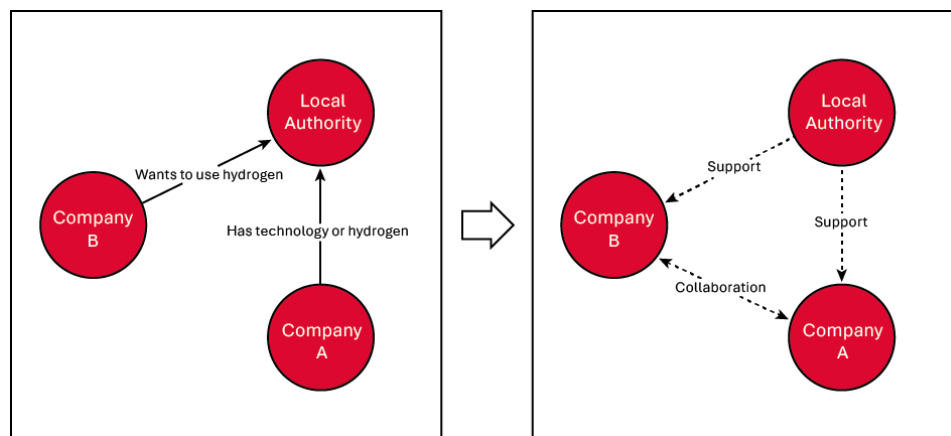 Local
Authority
Wants to use hydrogen
Company
B
Has technology or hydrogen
Company
A
Local
Authority
Support
Company
B
Support
Collaboration
Company
A